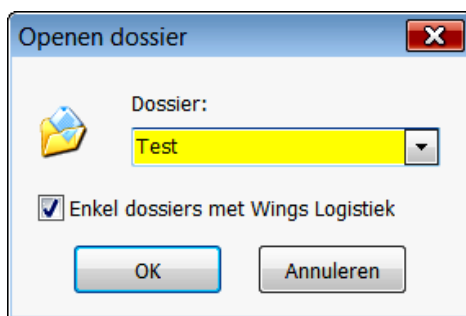 Openen dossier
Dossier:
Test
Enkel dossiers met Wings Logistiek
OK
Annuleren